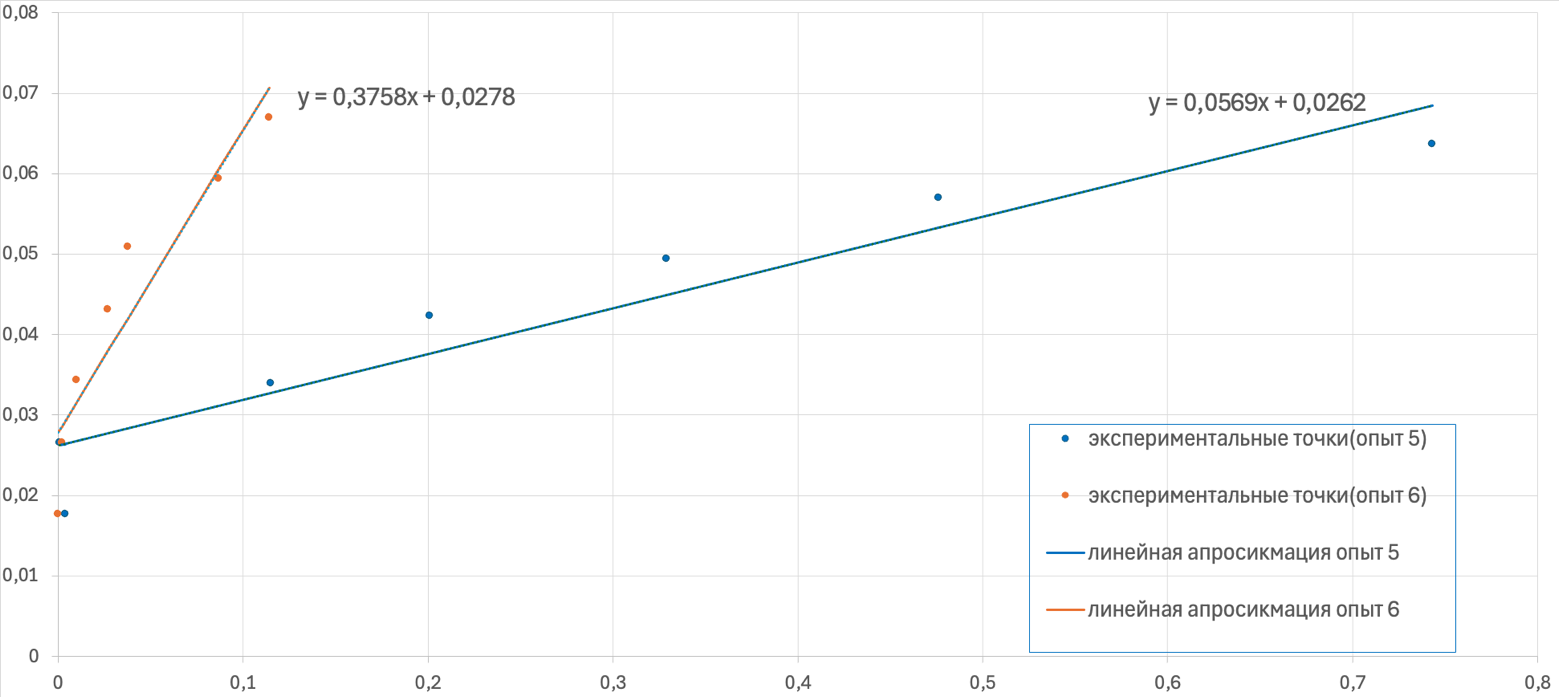 0,08
0,07
y = 0,3758x + 0,0278
y = 0,0569x + 0,0262
0,06
0,05
0,04
0,03
экспериментальные точки(опыт 5)
0,02
экспериментальные точки(опыт 6)
линейная апросикмация опыт 5
0,01
линейная апросикмация опыт 6
0
0 0,1 0,2 0,3 0,4 0,5 0,6 0,7 0,8